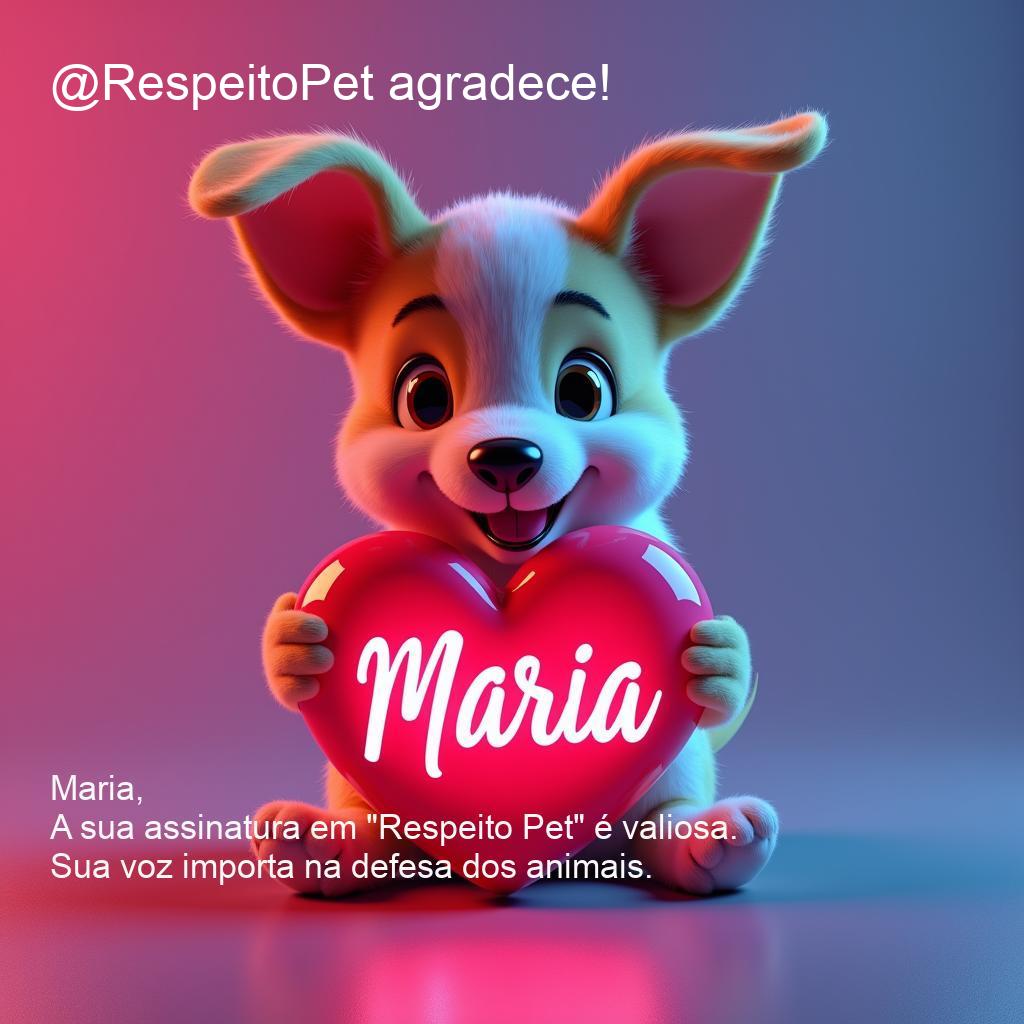 @RespeitoPet agradece!
Maria
Maria,
A sua assinatura em "Respeito Pet" é valiosa.
Sua voz importa na defesa dos animais.